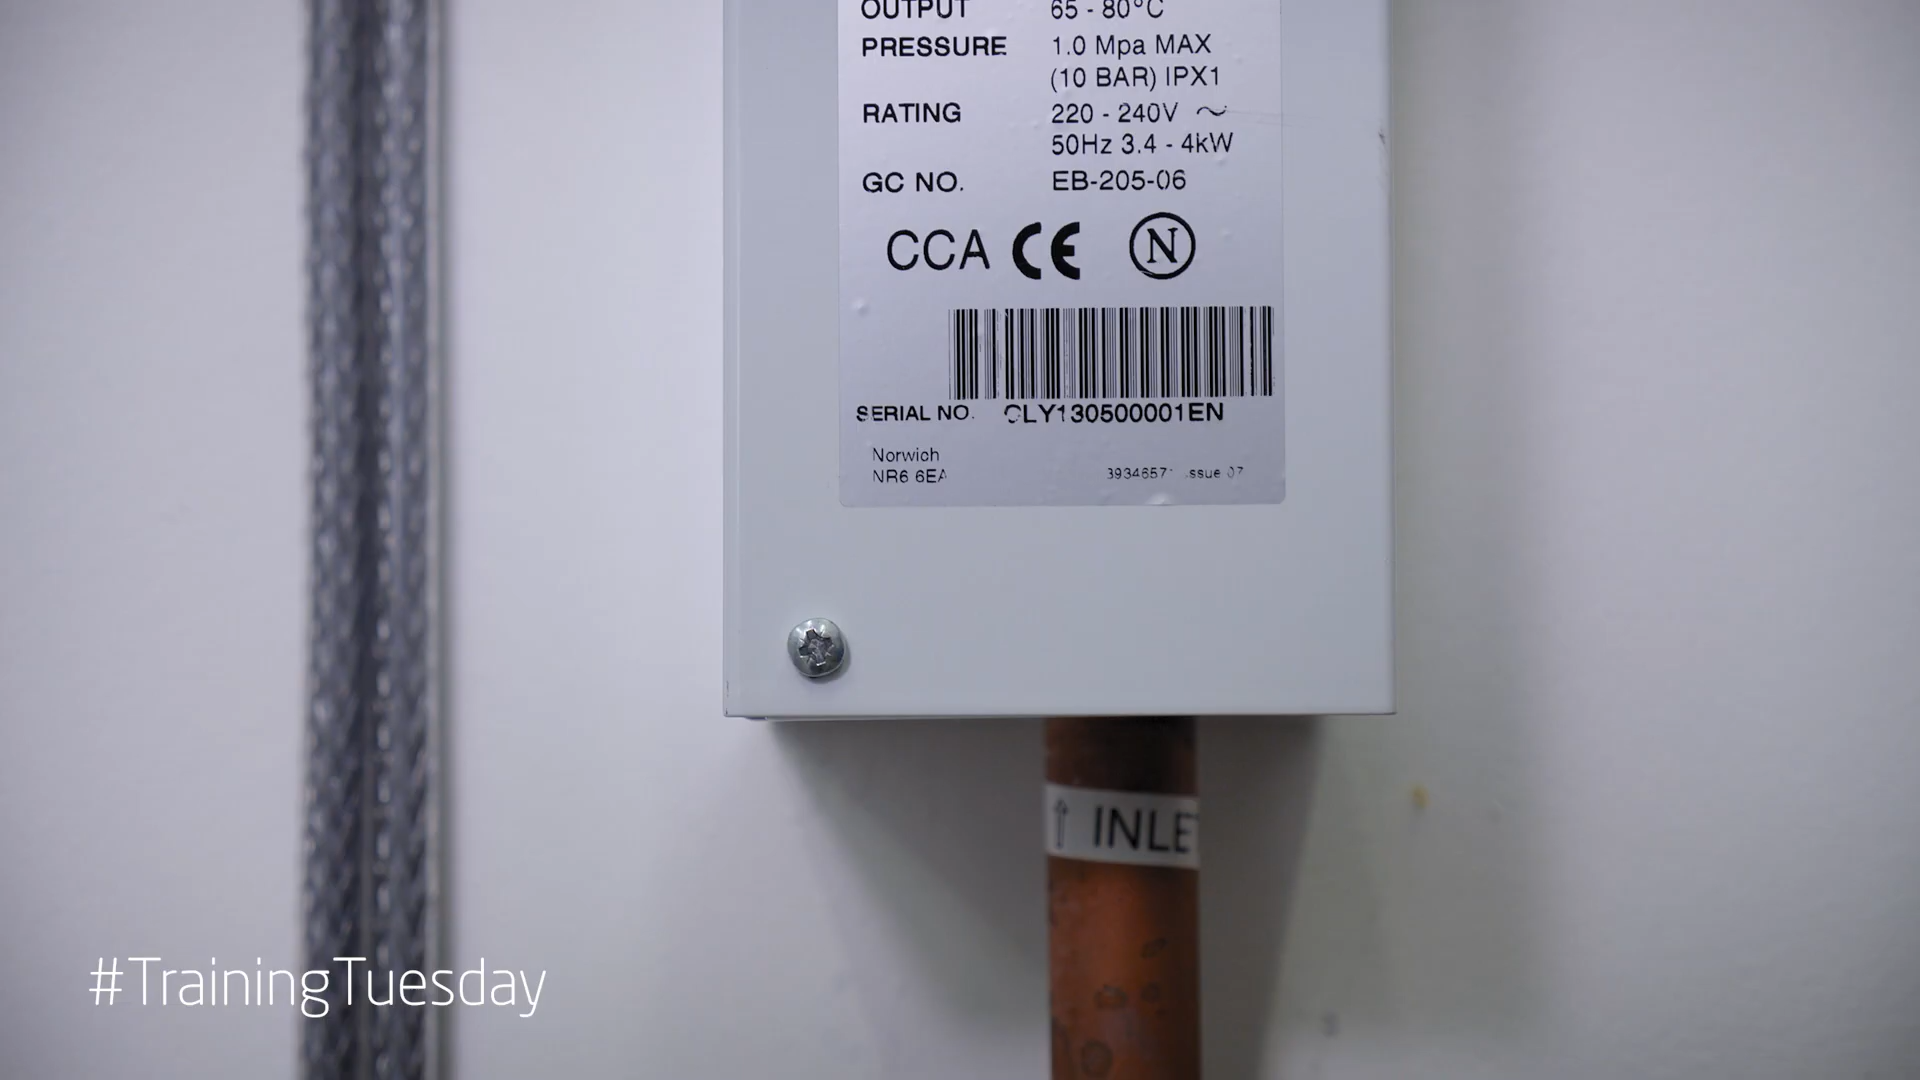 OUTPUT 65 - 80°C
PRESSURE 1.0 Mpa MAX
(10 BAR) IPX1
RATING 220 - 240V ~
50Hz 3.4 - 4kW
GC NO. EB-205-06
CCA CE N
SERIAL NO. CLY130500001EN
Norwich
NR6 6EA
Issue 07
↑ INLET
#TrainingTuesday